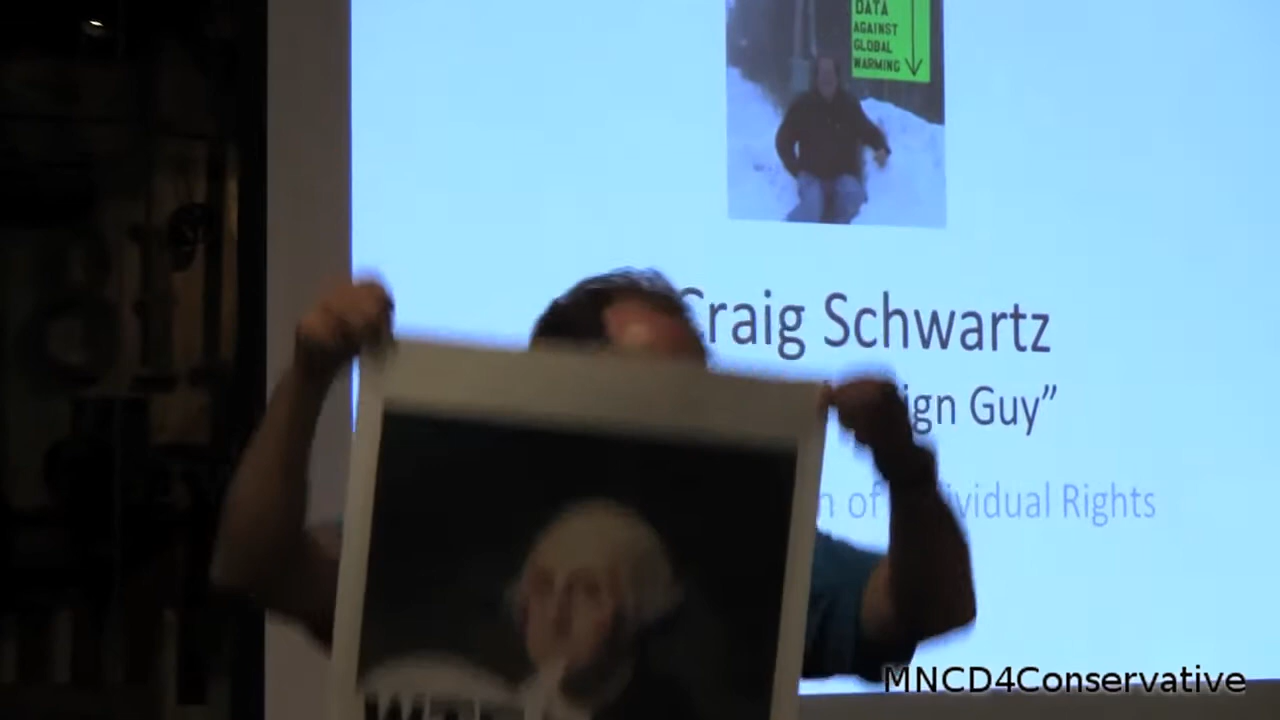 DATA
AGAINST
GLOBAL
WARMING
Craig Schwartz
ign Guy”
n of ividual Rights
MNCD4Conservative